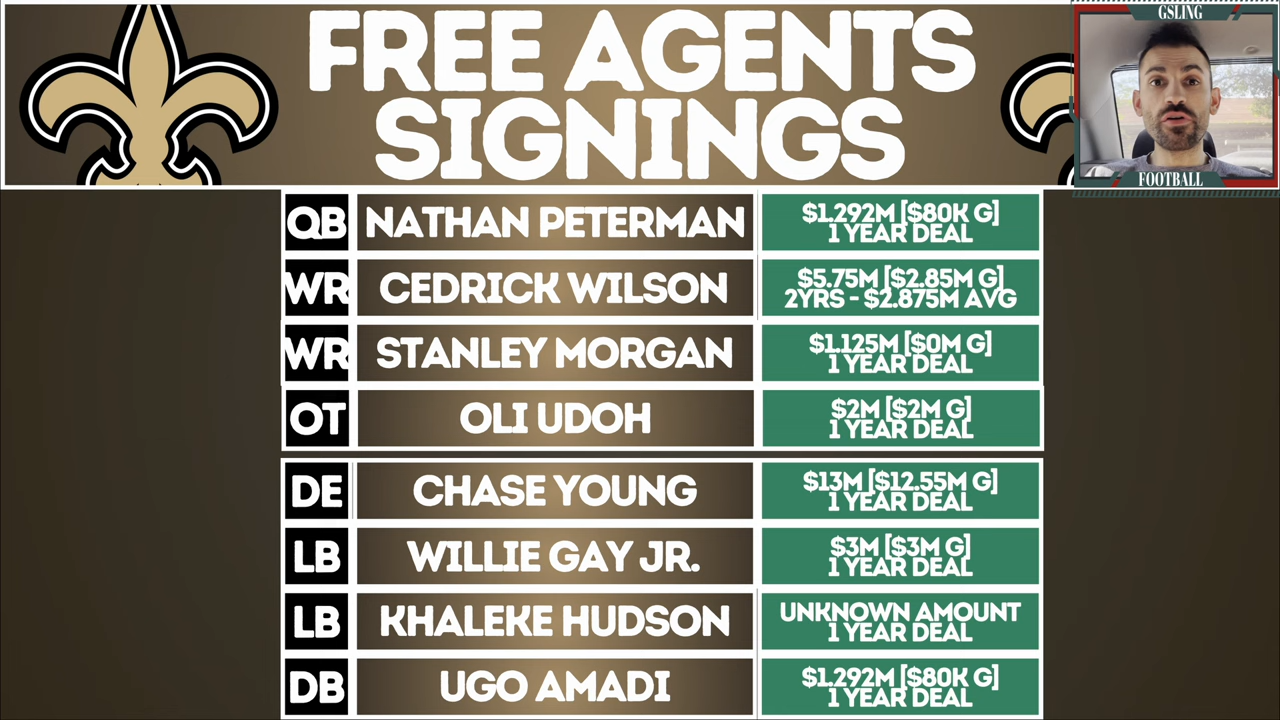 FREE AGENTS
SIGNINGS
GSLING
FOOTBALL
QB NATHAN PETERMAN $1.292M [$80K G]
1 YEAR DEAL
WR CEDRICK WILSON $5.75M [$2.85M G]
2YRS - $2.875M AVG
WR STANLEY MORGAN $1.125M [$0M G]
1 YEAR DEAL
OT OLI UDOH $2M [$2M G]
1 YEAR DEAL
DE CHASE YOUNG $13M [$12.55M G]
1 YEAR DEAL
LB WILLIE GAY JR. $3M [$3M G]
1 YEAR DEAL
LB KHALEKE HUDSON UNKNOWN AMOUNT
1 YEAR DEAL
DB UGO AMADI $1.292M [$80K G]
1 YEAR DEAL